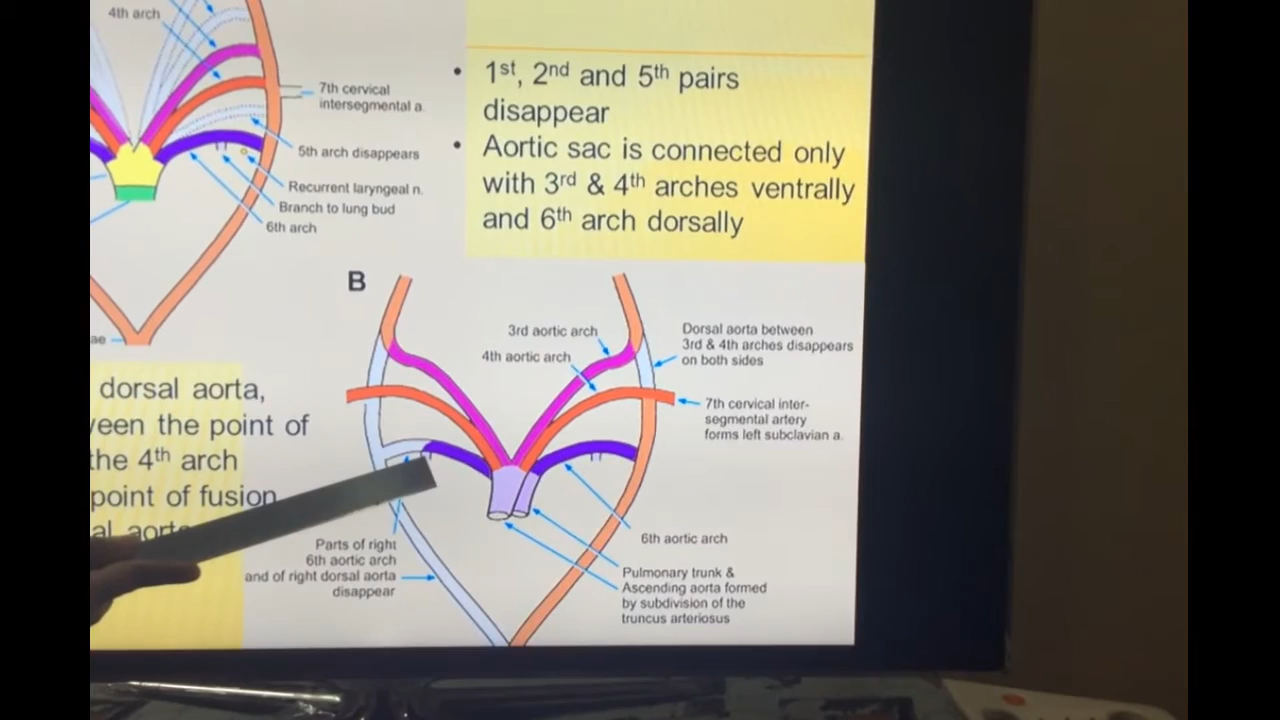 4th arch
7th cervical
intersegmental a.
5th arch disappears
Recurrent laryngeal n.
Branch to lung bud
6th arch
1st, 2nd and 5th pairs
disappear
Aortic sac is connected only
with 3rd & 4th arches ventrally
and 6th arch dorsally
dorsal aorta,
the point of
the 4th arch
point of fusion
B
3rd aortic arch
4th aortic arch
Dorsal aorta between
3rd & 4th arches disappears
on both sides
7th cervical inter-
segmental artery
forms left subclavian a.
6th aortic arch
Parts of right
6th aortic arch
and of right dorsal aorta
disappear
Pulmonary trunk &
Ascending aorta formed
by subdivision of the
truncus arteriosus